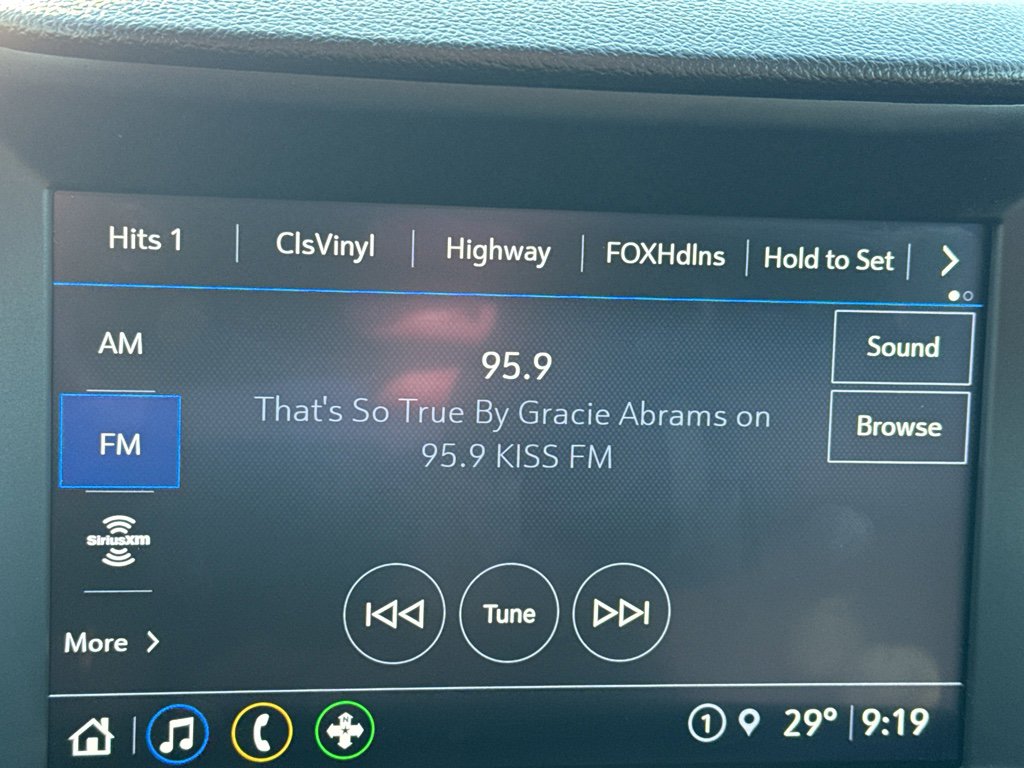 Hits 1
ClsVinyl
Highway
FOXHdlns
Hold to Set
AM
FM
siriusxm
More
95.9
That's So True By Gracie Abrams on
95.9 KISS FM
Sound
Browse
Tune
N
1
29°
9:19